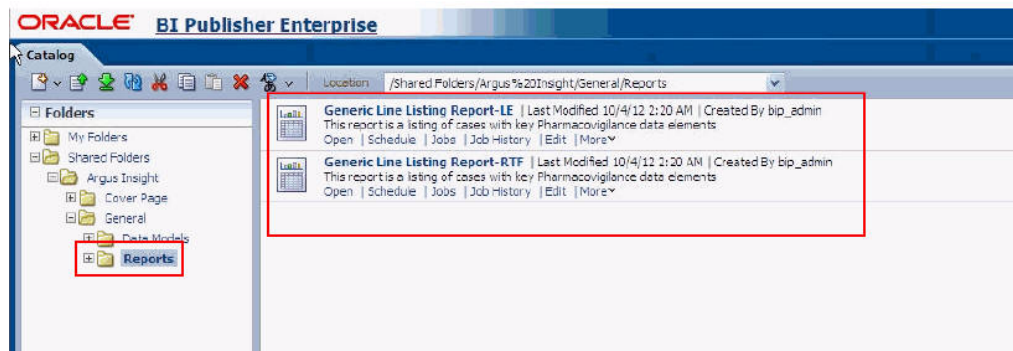 ORACLE® BI Publisher Enterprise
Catalog
Location /Shared Folders/Argus%20Insight/General/Reports
Folders
My Folders
Shared Folders
Argus Insight
Cover Page
General
Data Models
Reports
Generic Line Listing Report-LE | Last Modified 10/4/12 2:20 AM | Created By bip_admin
This report is a listing of cases with key Pharmacovigilance data elements
Open | Schedule | Jobs | Job History | Edit | More
Generic Line Listing Report-RTF | Last Modified 10/4/12 2:20 AM | Created By bip_admin
This report is a listing of cases with key Pharmacovigilance data elements
Open | Schedule | Jobs | Job History | Edit | More